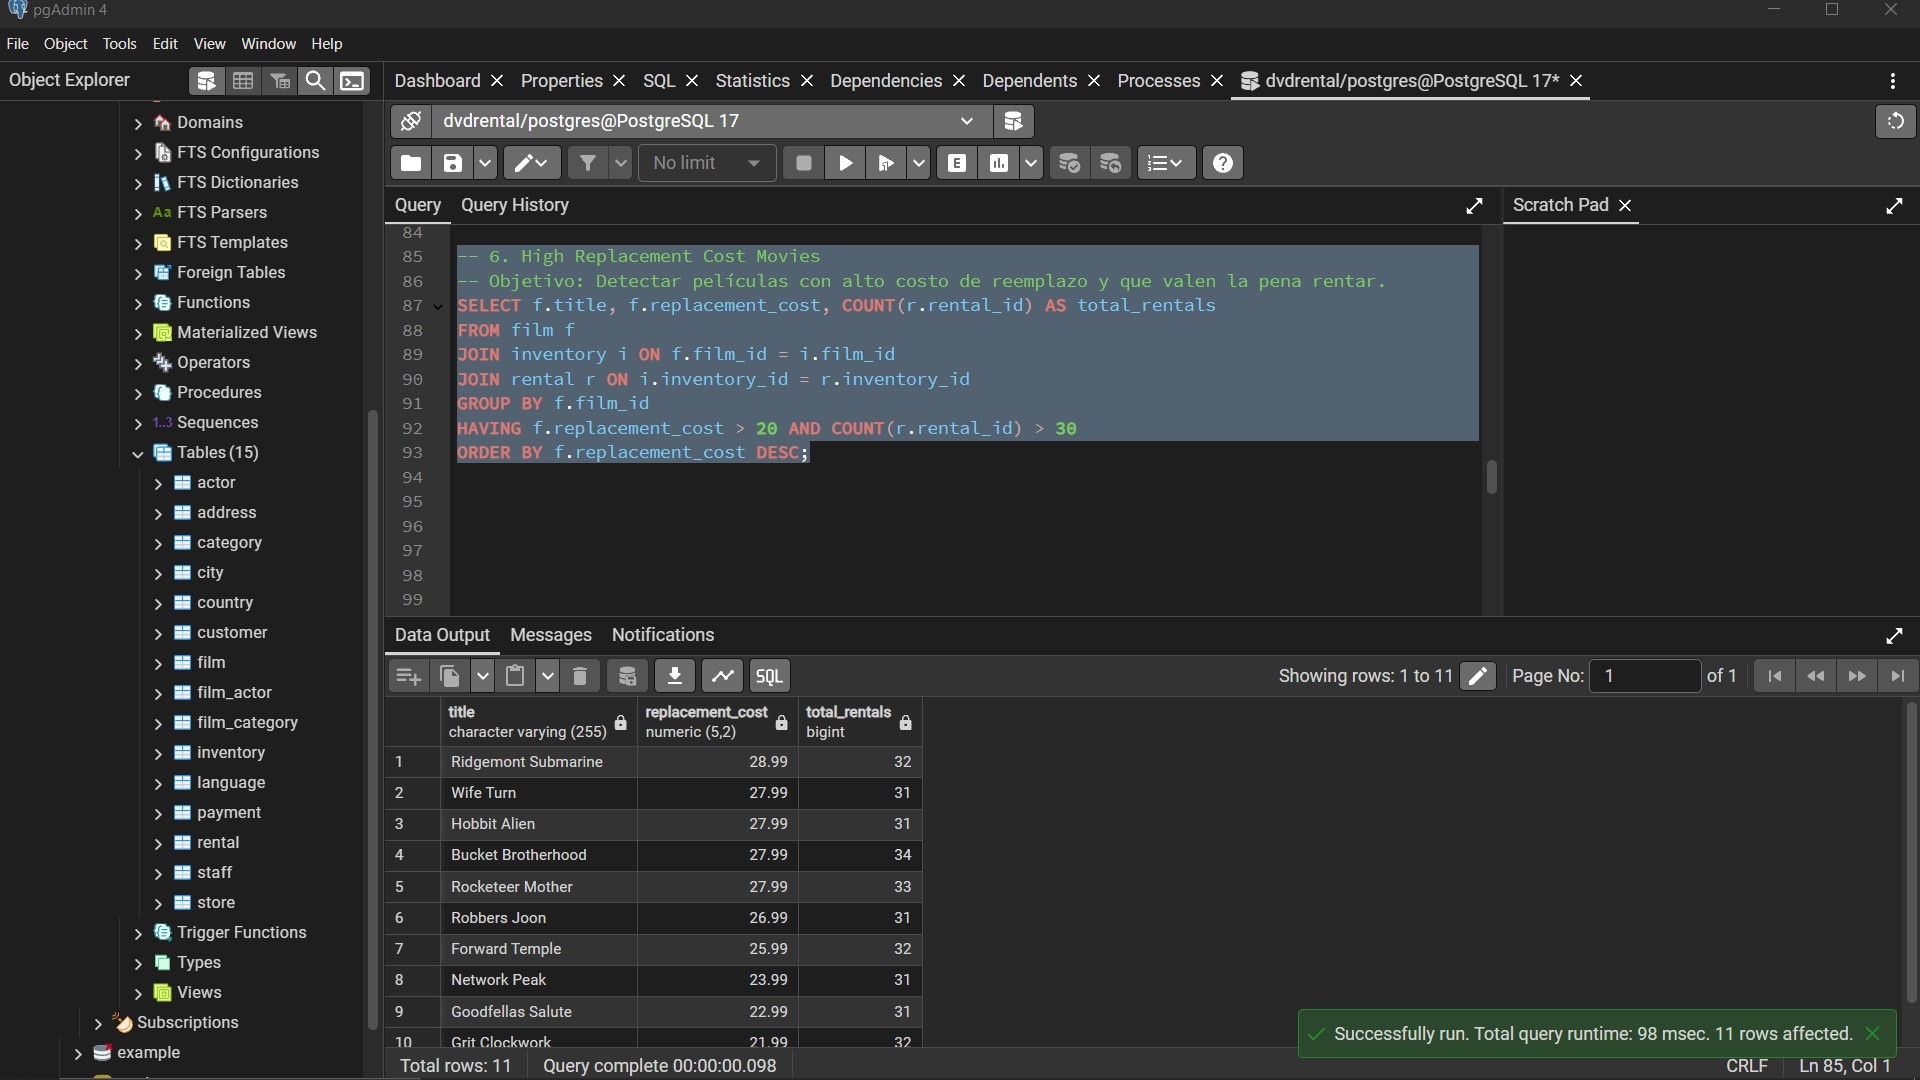 pgAdmin 4
File Object Tools Edit View Window Help
Object Explorer
Dashboard Properties SQL Statistics Dependencies Dependents Processes dvdrental/postgres@PostgreSQL 17*
dvdrental/postgres@PostgreSQL 17
No limit
E
Query Query History
Scratch Pad
Domains
FTS Configurations
FTS Dictionaries
Aa FTS Parsers
FTS Templates
Foreign Tables
Functions
Materialized Views
Operators
Procedures
1..3 Sequences
Tables (15)
actor
address
category
city
country
customer
film
film_actor
film_category
inventory
language
payment
rental
staff
store
Trigger Functions
Types
Views
Subscriptions
example
84
85 -- 6. High Replacement Cost Movies
86 -- Objetivo: Detectar películas con alto costo de reemplazo y que valen la pena rentar.
87 SELECT f.title, f.replacement_cost, COUNT(r.rental_id) AS total_rentals
88 FROM film f
89 JOIN inventory i ON f.film_id = i.film_id
90 JOIN rental r ON i.inventory_id = r.inventory_id
91 GROUP BY f.film_id
92 HAVING f.replacement_cost > 20 AND COUNT(r.rental_id) > 30
93 ORDER BY f.replacement_cost DESC;
94
95
96
97
98
99
Data Output Messages Notifications
SQL
Showing rows: 1 to 11 Page No: 1 of 1
title replacement_cost total_rentals
character varying (255) numeric (5,2) bigint
1 Ridgemont Submarine 28.99 32
2 Wife Turn 27.99 31
3 Hobbit Alien 27.99 31
4 Bucket Brotherhood 27.99 34
5 Rocketeer Mother 27.99 33
6 Robbers Joon 26.99 31
7 Forward Temple 25.99 32
8 Network Peak 23.99 31
9 Goodfellas Salute 22.99 31
10 Grit Clockwork 21.99 32
Successfully run. Total query runtime: 98 msec. 11 rows affected.
Total rows: 11 Query complete 00:00:00.098 CRLF Ln 85, Col 1